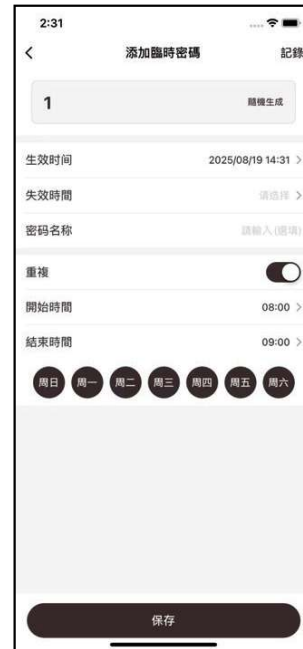 2:31
添加臨時密碼
記錄
1
隨機生成
生效时间
2025/08/19 14:31
失效時間
请选择
密码名称
請輸入(選填)
重複
開始時間
08:00
結束時間
09:00
周日 周一 周二 周三 周四 周五 周六
保存